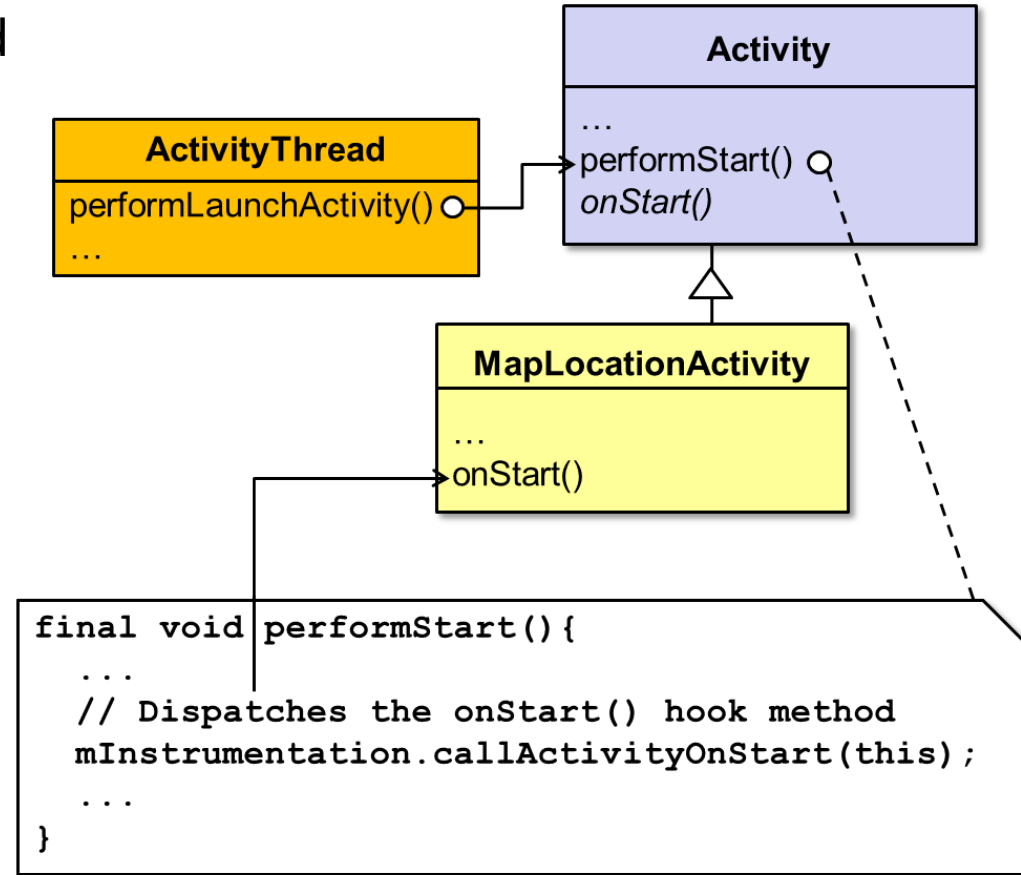 Activity
…
performStart()
onStart()
ActivityThread
performLaunchActivity()
…
MapLocationActivity
…
onStart()
final void performStart(){
...
// Dispatches the onStart() hook method
mInstrumentation.callActivityOnStart(this);
...
}